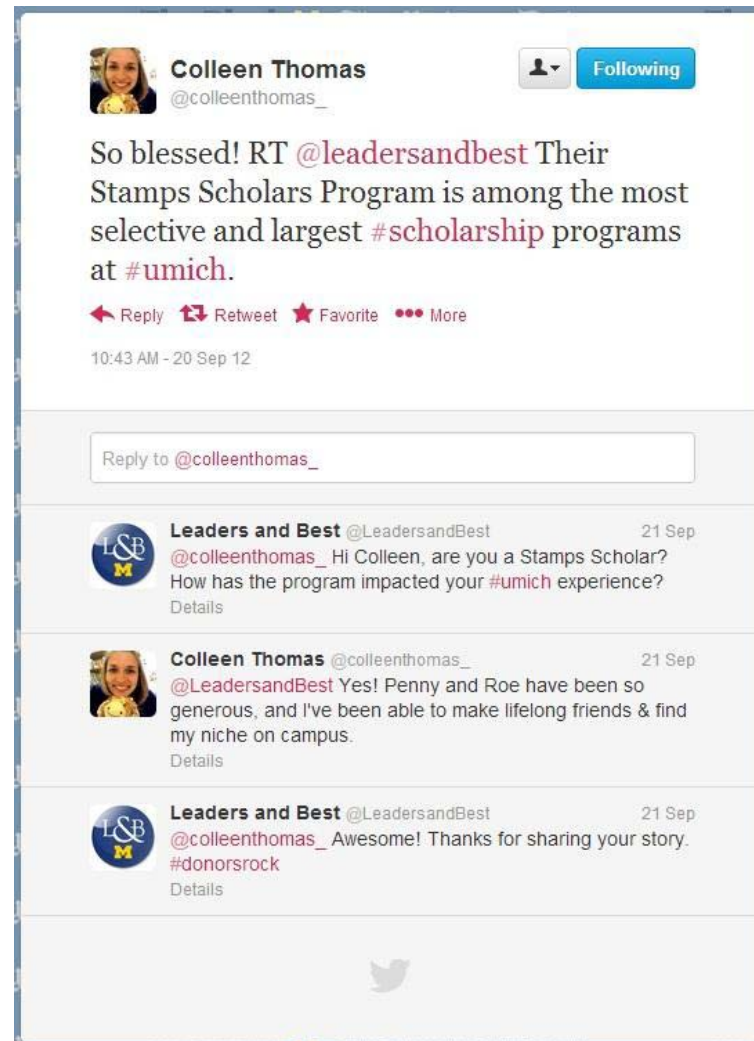 Colleen Thomas
@colleenthomas_
Following
So blessed! RT @leadersandbest Their
Stamps Scholars Program is among the most
selective and largest #scholarship programs
at #umich.
Reply Retweet Favorite More
10:43 AM - 20 Sep 12
Reply to @colleenthomas_
L&B
M
Leaders and Best @LeadersandBest 21 Sep
@colleenthomas_ Hi Colleen, are you a Stamps Scholar?
How has the program impacted your #umich experience?
Details
Colleen Thomas @colleenthomas_ 21 Sep
@LeadersandBest Yes! Penny and Roe have been so
generous, and I've been able to make lifelong friends & find
my niche on campus.
Details
L&B
M
Leaders and Best @LeadersandBest 21 Sep
@colleenthomas_ Awesome! Thanks for sharing your story.
#donorsrock
Details